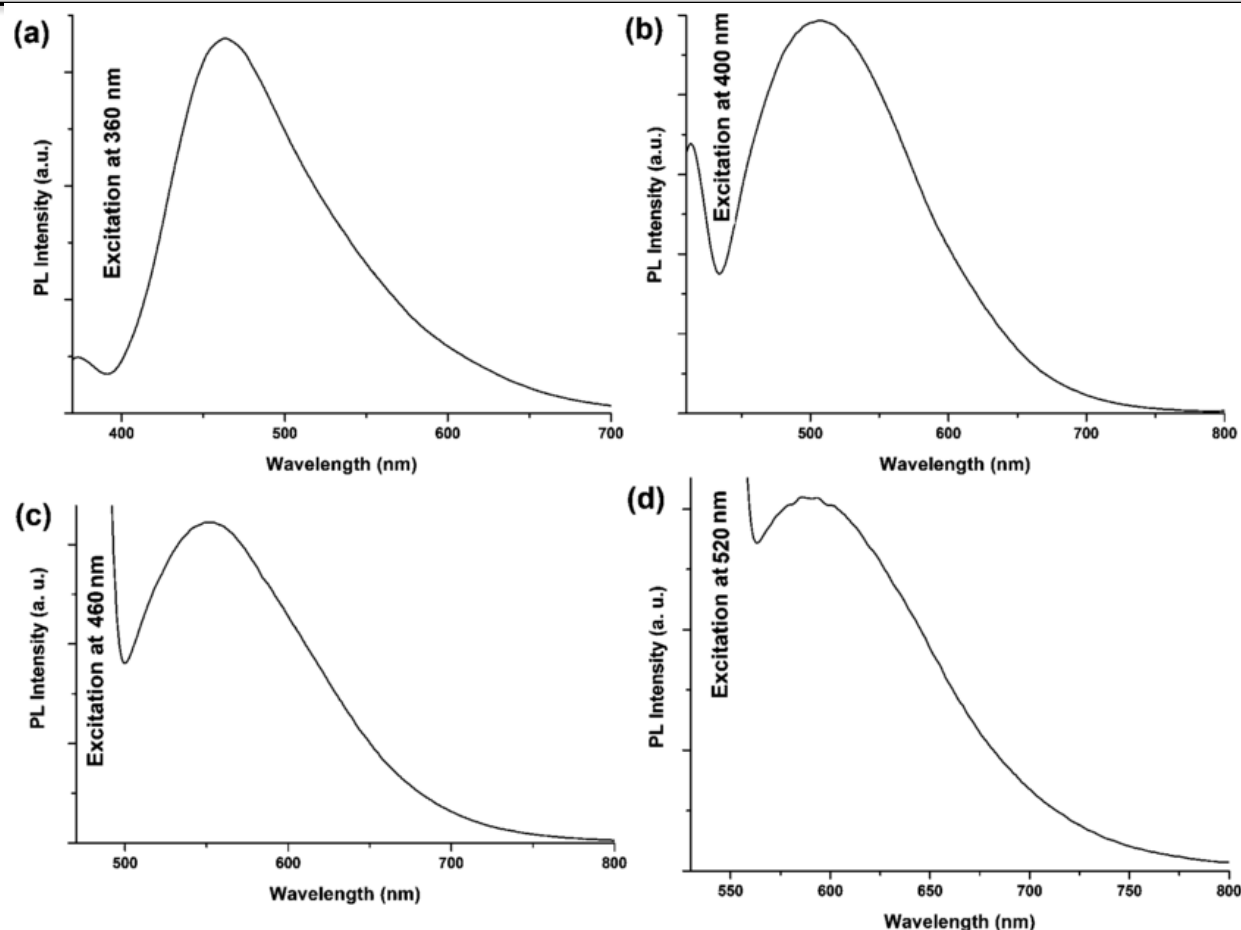 (a)
Excitation at 360 nm
PL Intensity (a.u.)
400 500 600 700
Wavelength (nm)
(b)
Excitation at 400 nm
PL Intensity (a.u.)
500 600 700 800
Wavelength (nm)
(c)
Excitation at 460 nm
PL Intensity (a. u.)
500 600 700 800
Wavelength (nm)
(d)
Excitation at 520 nm
PL Intensity (a. u.)
550 600 650 700 750 800
Wavelength (nm)